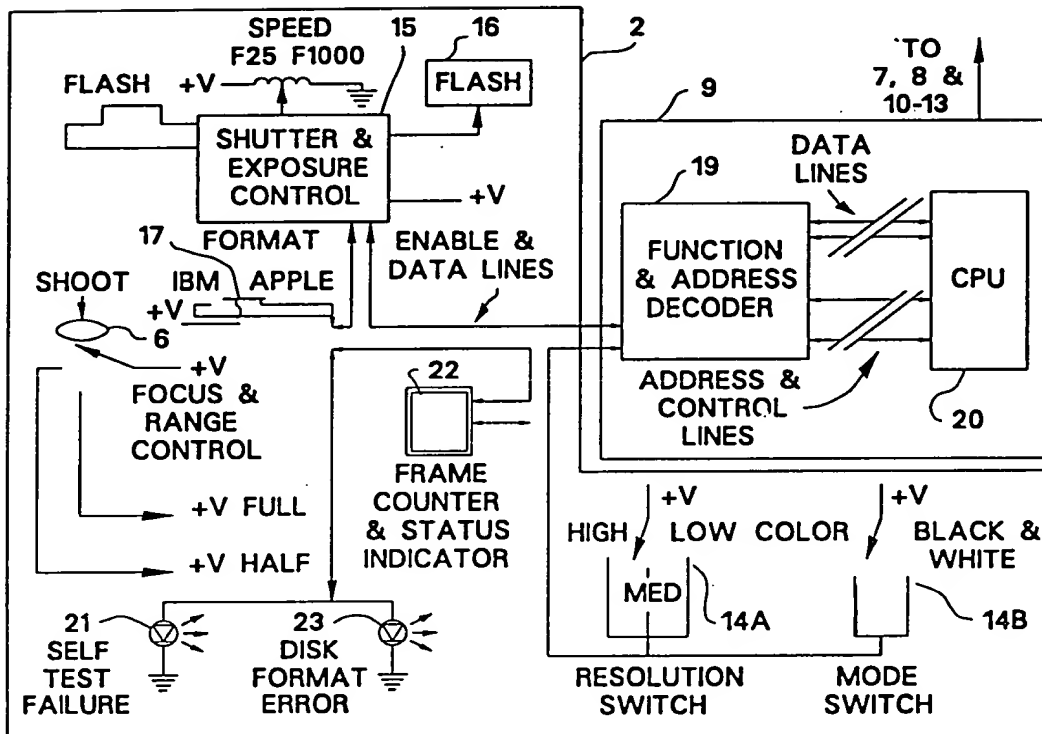 SPEED
F25 F1000
15
16
2
FLASH
+V
FLASH
SHUTTER &
EXPOSURE
CONTROL
+V
TO
7, 8 &
10-13
9
19
DATA
LINES
FUNCTION
& ADDRESS
DECODER
CPU
ADDRESS &
CONTROL
LINES
20
FORMAT
17
IBM APPLE
+V
ENABLE &
DATA LINES
SHOOT
6
+V
FOCUS &
RANGE
CONTROL
22
FRAME
COUNTER
& STATUS
INDICATOR
+V FULL
+V HALF
21
SELF
TEST
FAILURE
23
DISK
FORMAT
ERROR
+V
HIGH
LOW
MED
14A
RESOLUTION
SWITCH
+V
COLOR
BLACK &
WHITE
14B
MODE
SWITCH